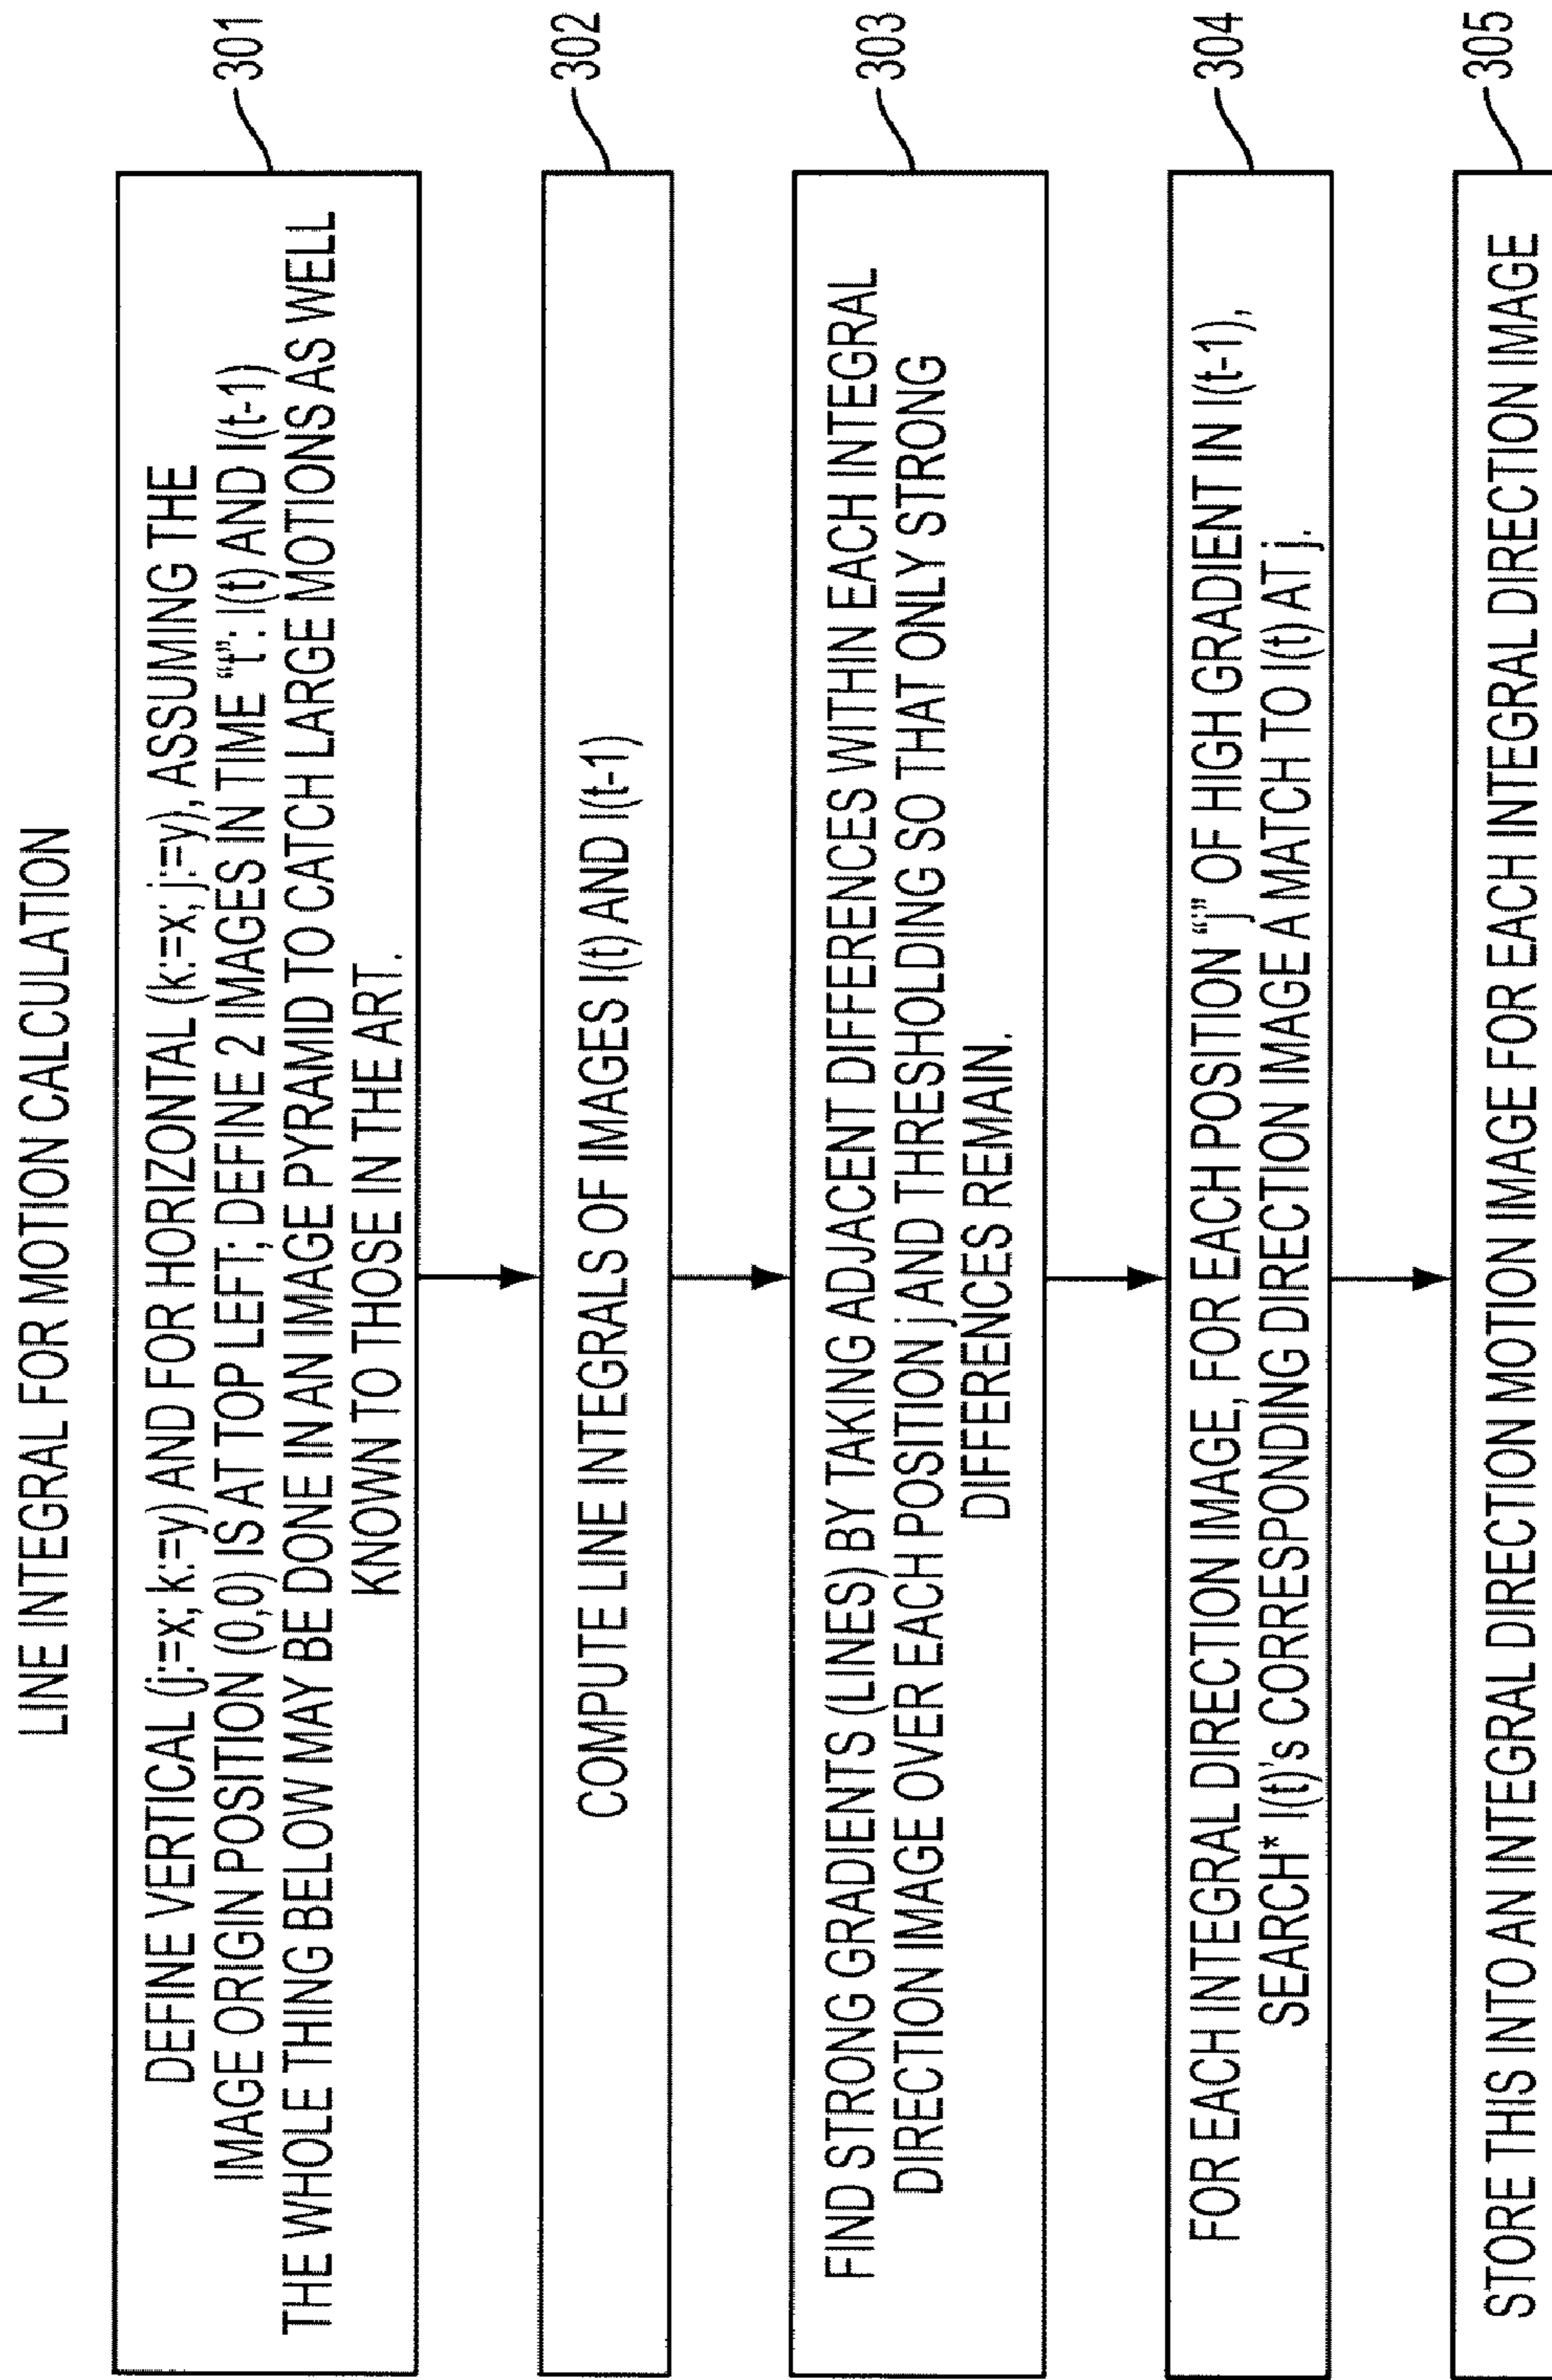 LINE INTEGRAL FOR MOTION CALCULATION
DEFINE VERTICAL (j:=x; k:=y) AND FOR HORIZONTAL (k:=x; j:=y), ASSUMING THE
IMAGE ORIGIN POSITION (0,0) IS AT TOP LEFT; DEFINE 2 IMAGES IN TIME “t”: I(t) AND I(t-1)
THE WHOLE THING BELOW MAY BE DONE IN AN IMAGE PYRAMID TO CATCH LARGE MOTIONS AS WELL
KNOWN TO THOSE IN THE ART.
301
COMPUTE LINE INTEGRALS OF IMAGES I(t) AND I(t-1)
302
FIND STRONG GRADIENTS (LINES) BY TAKING ADJACENT DIFFERENCES WITHIN EACH INTEGRAL
DIRECTION IMAGE OVER EACH POSITION j AND THRESHOLDING SO THAT ONLY STRONG
DIFFERENCES REMAIN.
303
FOR EACH INTEGRAL DIRECTION IMAGE, FOR EACH POSITION “j” OF HIGH GRADIENT IN I(t-1),
SEARCH* I(t)'s CORRESPONDING DIRECTION IMAGE A MATCH TO I(t) AT j.
304
STORE THIS INTO AN INTEGRAL DIRECTION MOTION IMAGE FOR EACH INTEGRAL DIRECTION IMAGE
305